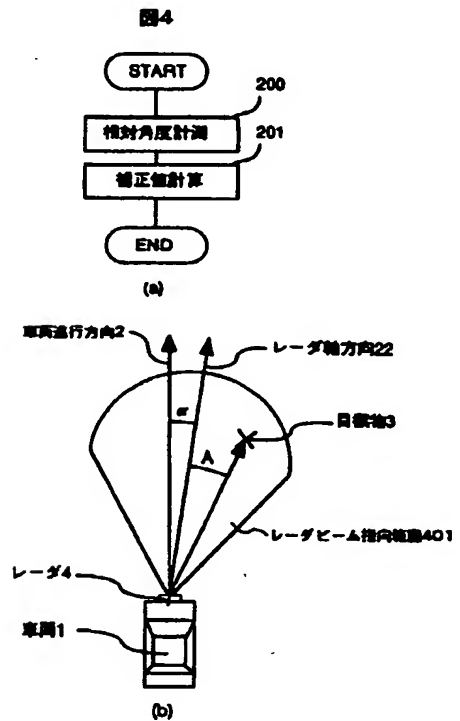 図4
START
200
相対角度計測
201
補正値計算
END
(a)
車両進行方向2
レーダ軸方向22
α
目標物3
A
レーダビーム指向範囲401
レーダ4
車両1
(b)